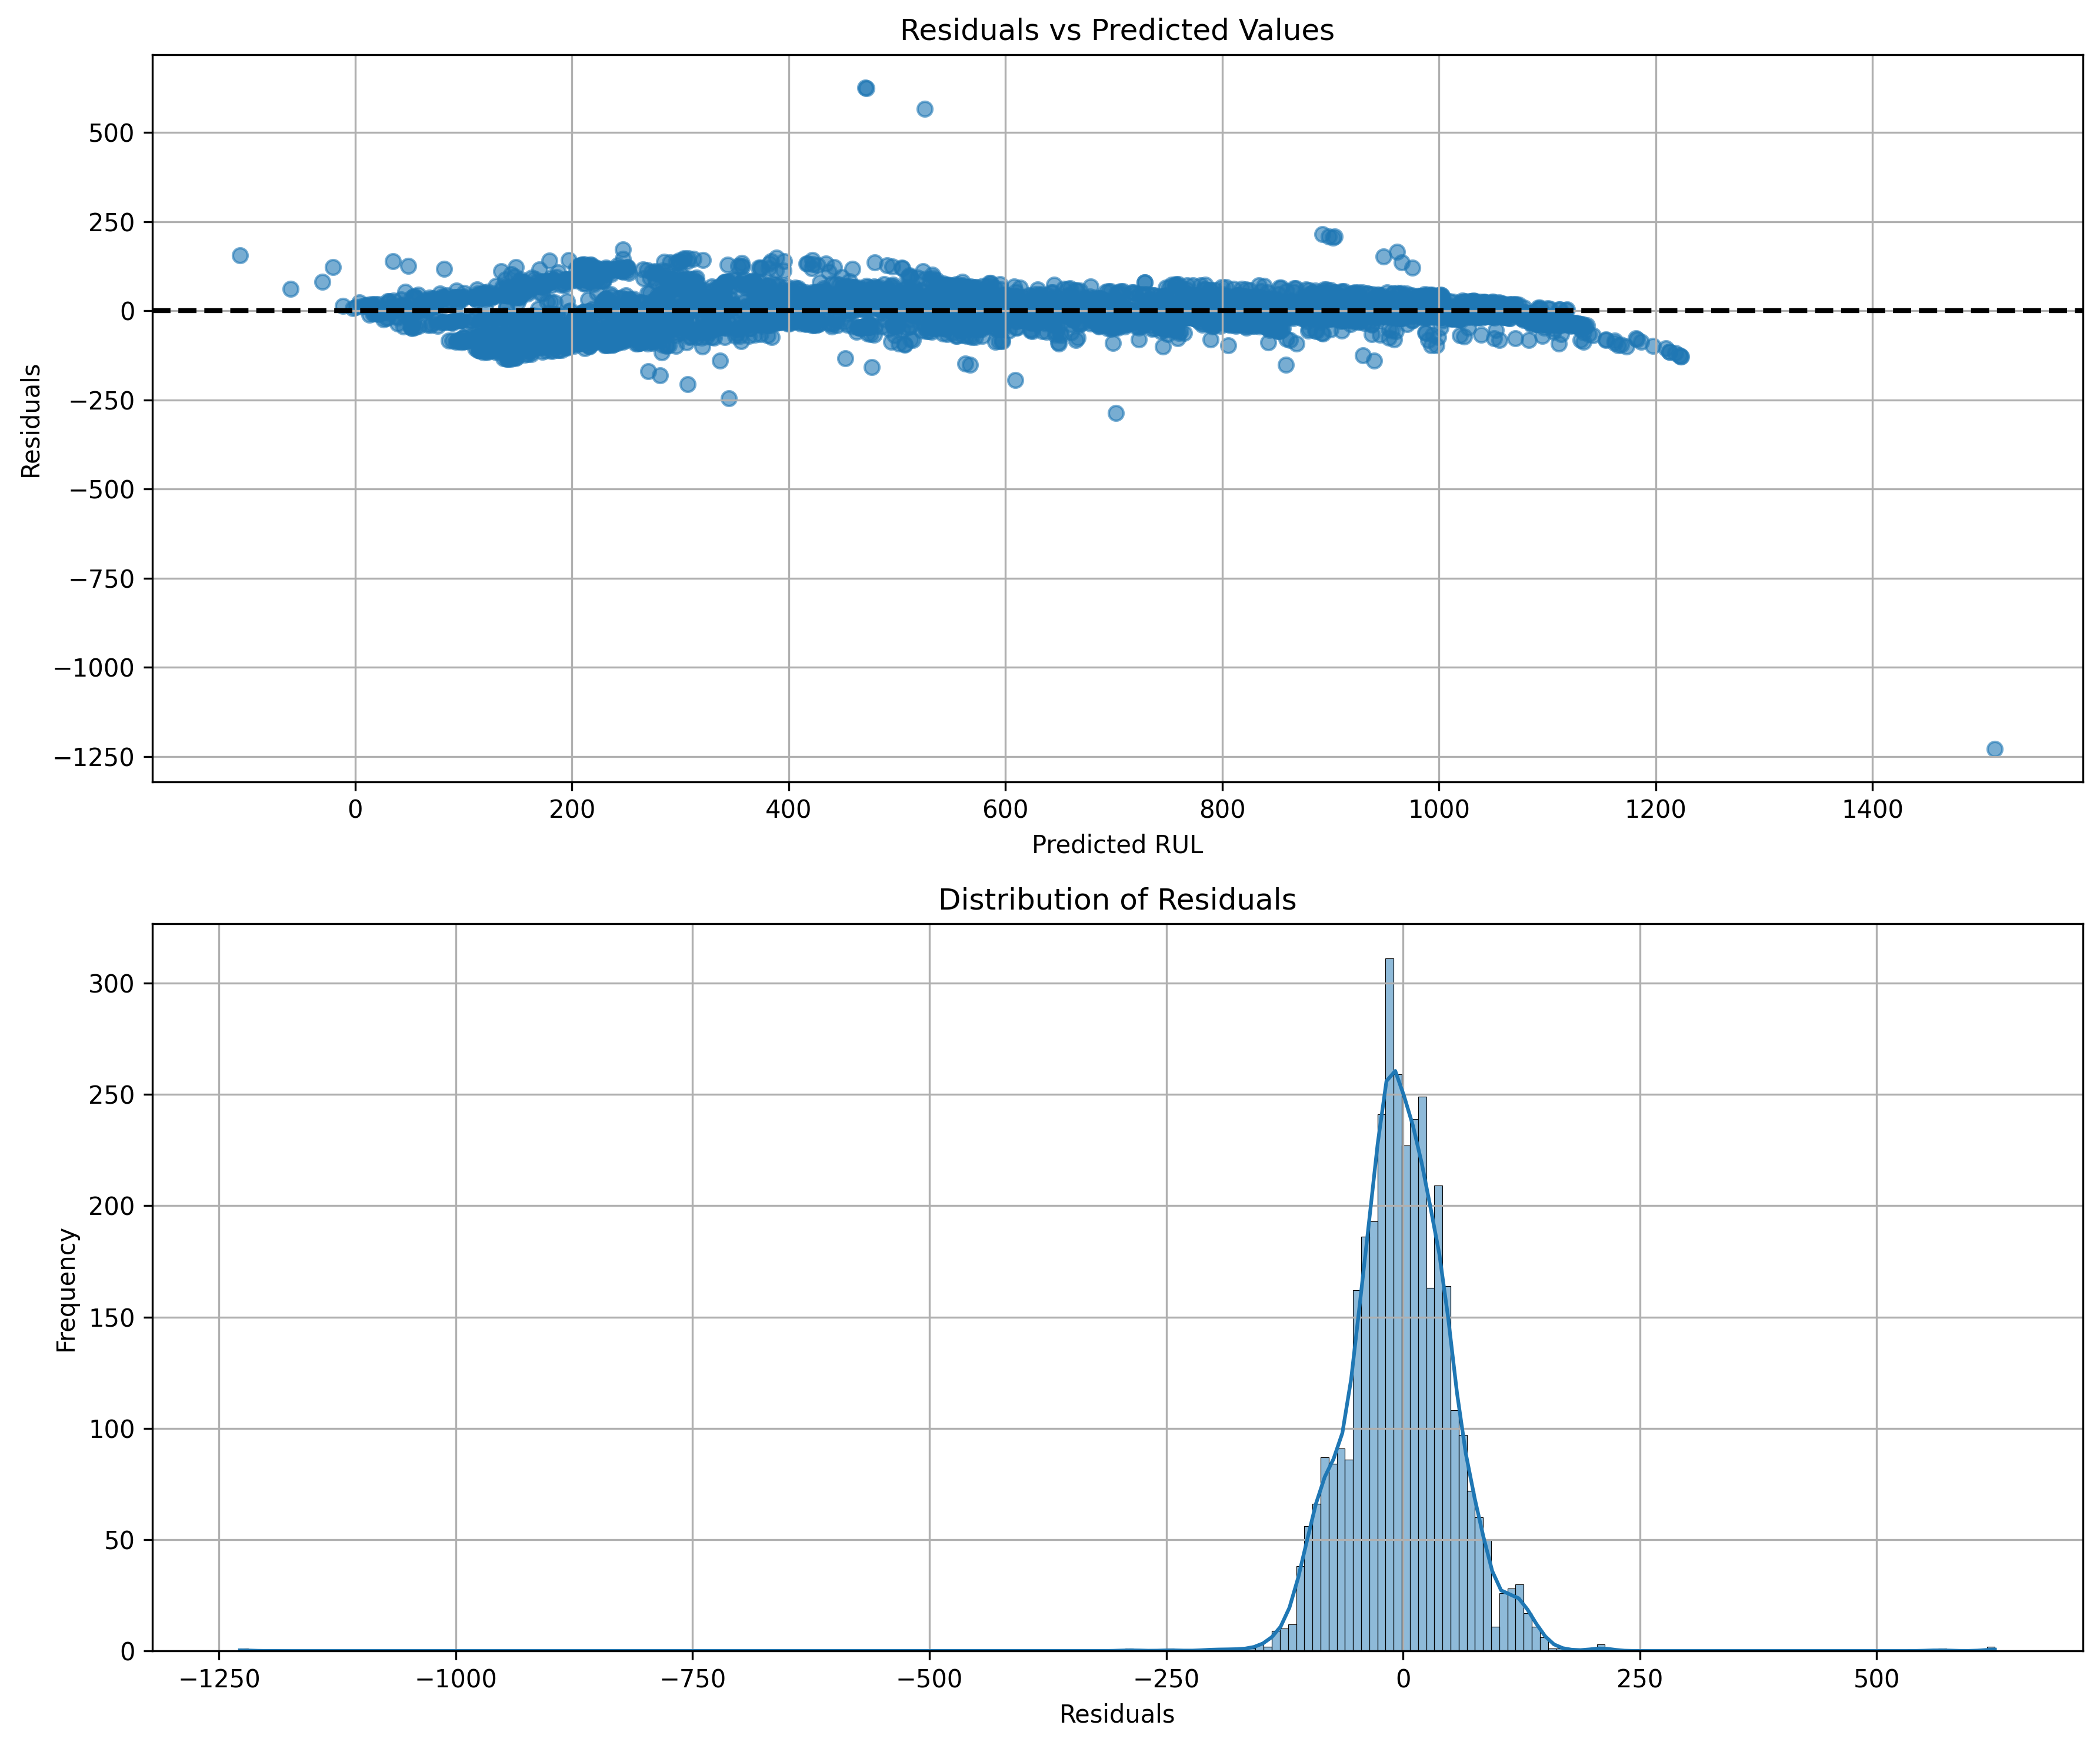 Residuals vs Predicted Values
500
250
0
−250
−500
−750
−1000
−1250
Residuals
0 200 400 600 800 1000 1200 1400
Predicted RUL
Distribution of Residuals
300
250
200
150
100
50
0
Frequency
−1250 −1000 −750 −500 −250 0 250 500
Residuals